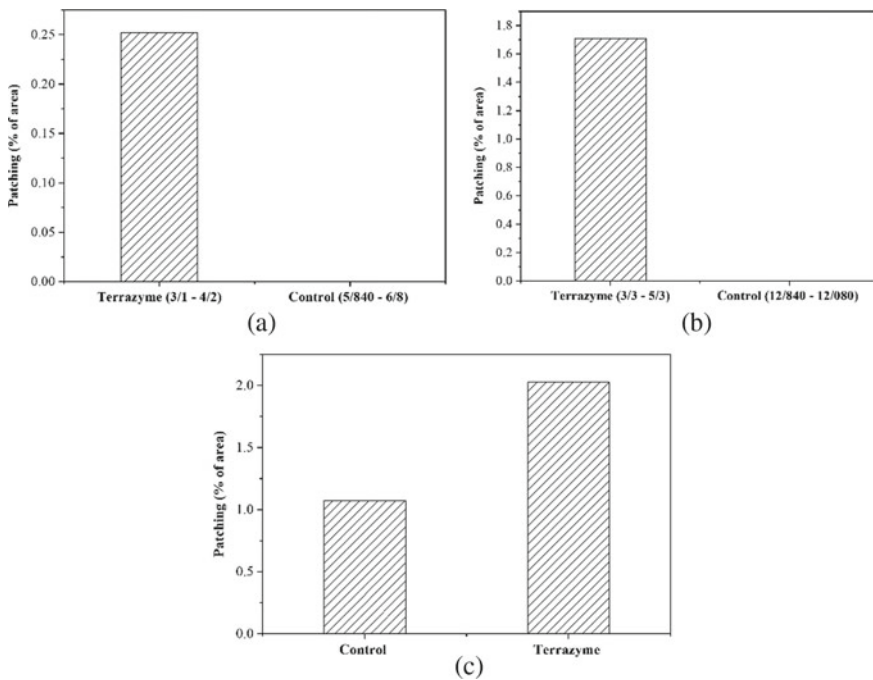 Patching (% of area)
0.25
0.20
0.15
0.10
0.05
0.00
Terrazyme (3/1 - 4/2) Control (5/840 - 6/8)
(a)
Patching (% of area)
1.8
1.6
1.4
1.2
1.0
0.8
0.6
0.4
0.2
0.0
Terrazyme (3/3 - 5/3) Control (12/840 - 12/080)
(b)
Patching (% of area)
2.0
1.5
1.0
0.5
0.0
Control Terrazyme
(c)